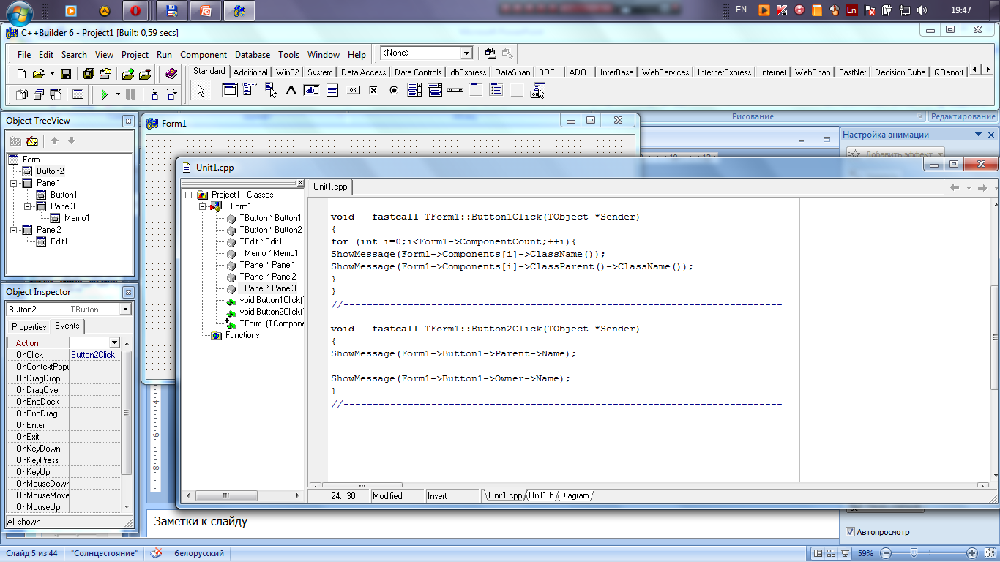 EN
En
19:47
C++Builder 6 - Project1 [Built: 0,59 secs]
File Edit Search View Project Run Component Database Tools Window Help
<None>
Standard Additional Win32 System Data Access Data Controls dbExpress DataSnap BDE ADO InterBase WebServices InternetExpress Internet WebSnap FastNet Decision Cube QReport
Рисование
Редактирование
Object TreeView
Form1
Button2
Panel1
Button1
Panel3
Memo1
Panel2
Edit1
Form1
Настройка анимации
Добавить эффект
Unit1.cpp
Project1 - Classes
TForm1
TButton * Button1
TButton * Button2
TEdit * Edit1
TMemo * Memo1
TPanel * Panel1
TPanel * Panel2
TPanel * Panel3
void Button1Click(
void Button2Click(
TForm1(TCompone
Functions
Unit1.cpp
void __fastcall TForm1::Button1Click(TObject *Sender)
{
for (int i=0;i<Form1->ComponentCount;++i){
ShowMessage(Form1->Components[i]->ClassName());
ShowMessage(Form1->Components[i]->ClassParent()->ClassName());
}
}
//---------------------------------------------------------------------------
void __fastcall TForm1::Button2Click(TObject *Sender)
{
ShowMessage(Form1->Button1->Parent->Name);
ShowMessage(Form1->Button1->Owner->Name);
}
//---------------------------------------------------------------------------
24: 30 Modified Insert Unit1.cpp Unit1.h Diagram
Object Inspector
Button2 TButton
Properties Events
Action
OnClick Button2Click
OnContextPopu
OnDragDrop
OnDragOver
OnEndDock
OnEndDrag
OnEnter
OnExit
OnKeyDown
OnKeyPress
OnKeyUp
OnMouseDown
OnMouseMove
OnMouseUp
All shown
4
6
8
Заметки к слайду
Автопросмотр
Слайд 5 из 44 "Солнцестояние" белорусский 59%